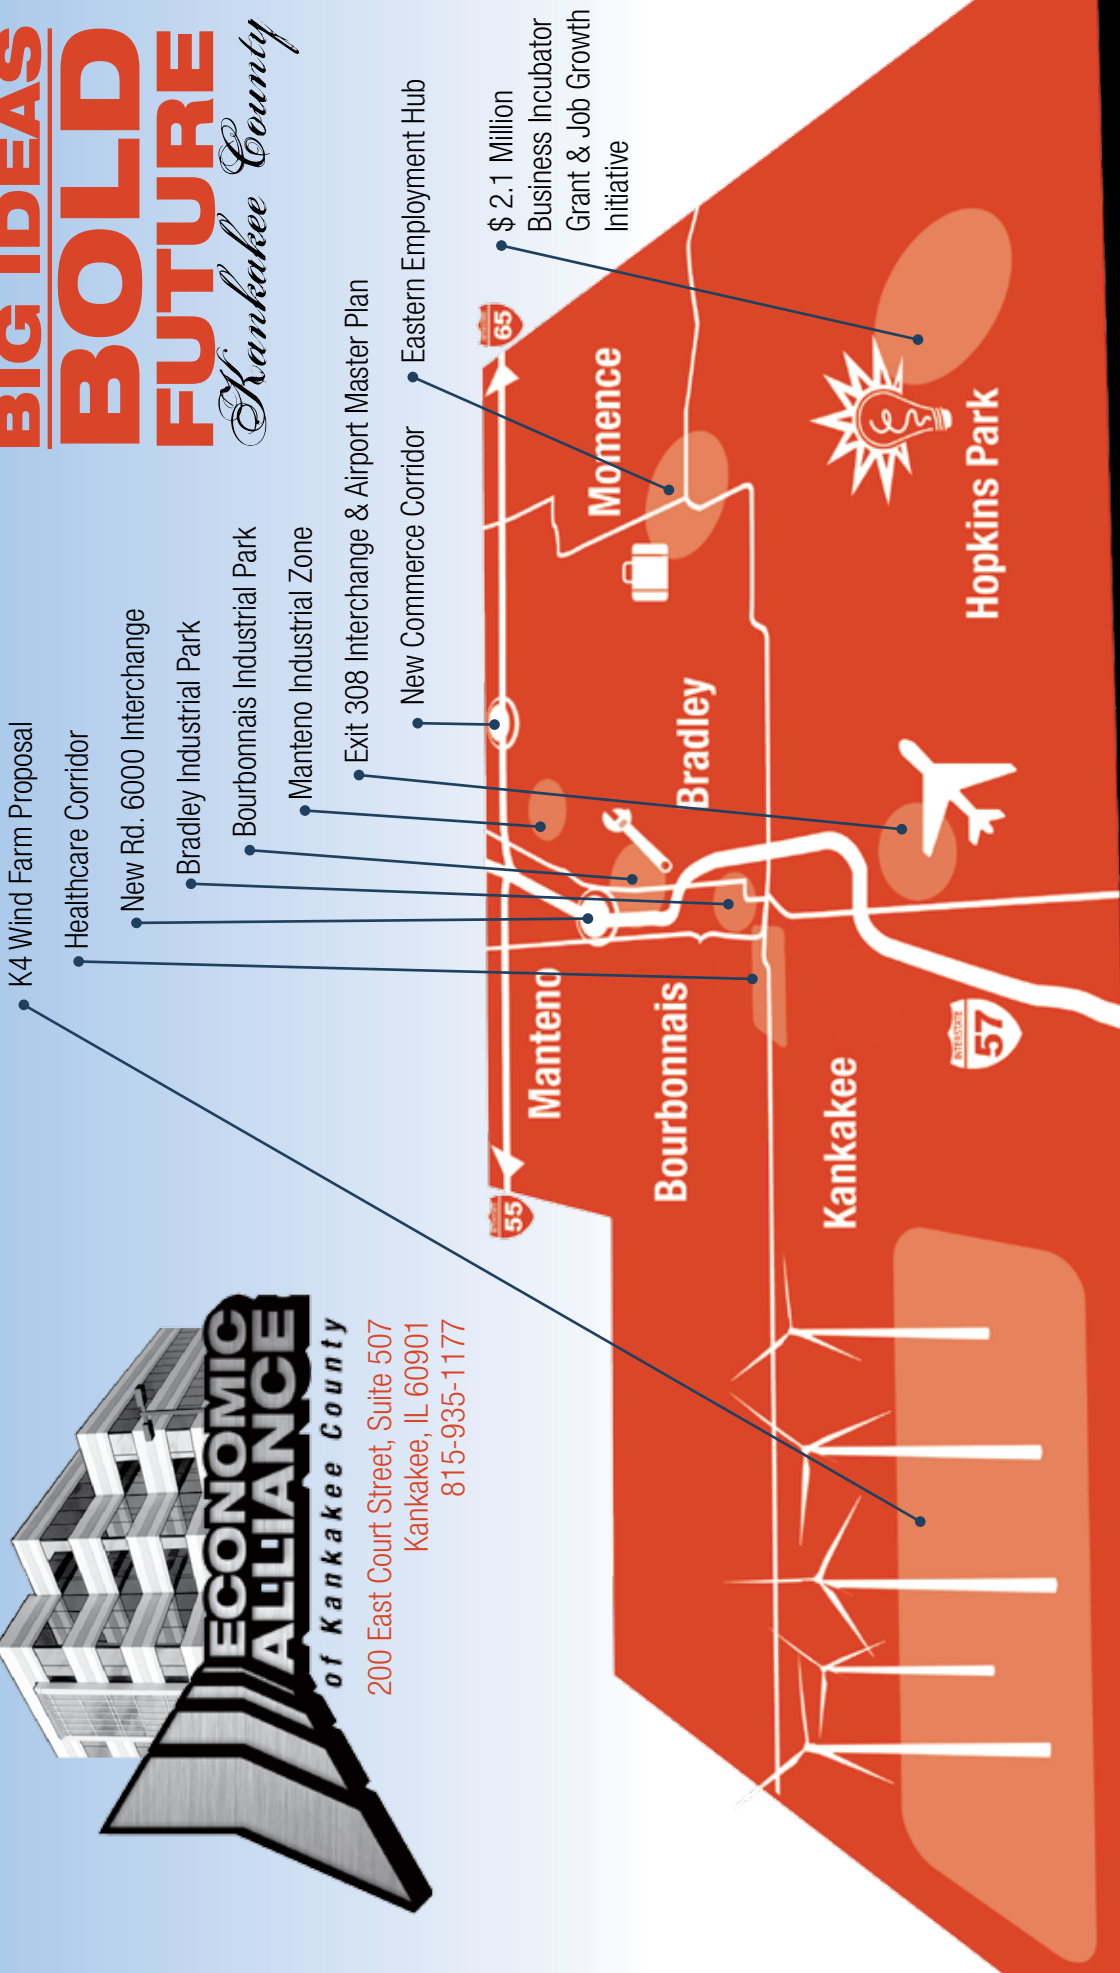 BIG IDEAS
BOLD
FUTURE
Kankakee County
ECONOMIC
ALLIANCE
of Kankakee County
200 East Court Street, Suite 507
Kankakee, IL 60901
815-935-1177
K4 Wind Farm Proposal
Healthcare Corridor
New Rd. 6000 Interchange
Bradley Industrial Park
Bourbonnais Industrial Park
Manteno Industrial Zone
Exit 308 Interchange & Airport Master Plan
New Commerce Corridor
Eastern Employment Hub
$ 2.1 Million
Business Incubator
Grant & Job Growth
Initiative
55
65
Manteno
Momence
Bourbonnais
Bradley
Kankakee
INTERSTATE
57
Hopkins Park